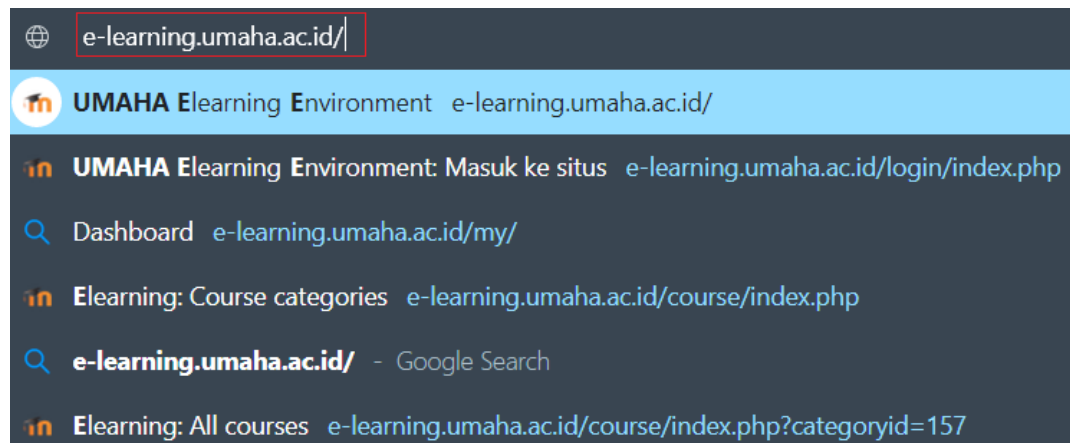 e-learning.umaha.ac.id/
UMAHA Elearning Environment e-learning.umaha.ac.id/
UMAHA Elearning Environment: Masuk ke situs e-learning.umaha.ac.id/login/index.php
Dashboard e-learning.umaha.ac.id/my/
Elearning: Course categories e-learning.umaha.ac.id/course/index.php
e-learning.umaha.ac.id/ - Google Search
Elearning: All courses e-learning.umaha.ac.id/course/index.php?categoryid=157